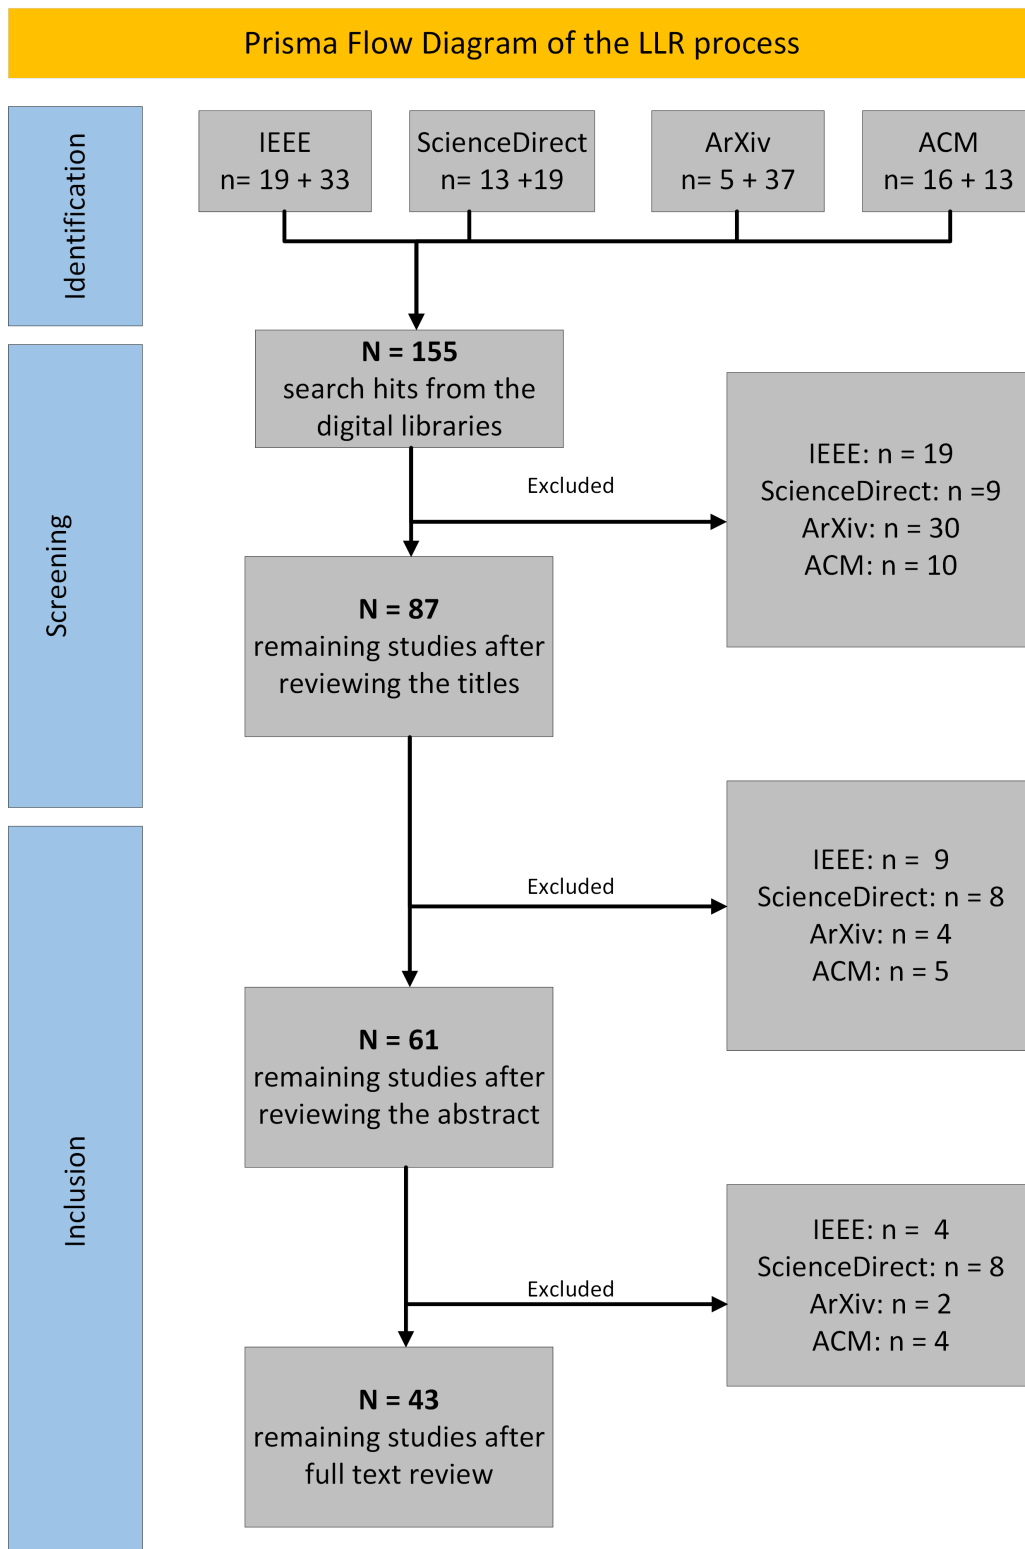 Prisma Flow Diagram of the LLR process
Identification
IEEE
n= 19 + 33
ScienceDirect
n= 13 +19
ArXiv
n= 5 + 37
ACM
n= 16 + 13
Screening
N = 155
search hits from the
digital libraries
Excluded
IEEE: n = 19
ScienceDirect: n =9
ArXiv: n = 30
ACM: n = 10
N = 87
remaining studies after
reviewing the titles
Inclusion
Excluded
IEEE: n =  9
ScienceDirect: n = 8
ArXiv: n = 4
ACM: n = 5
N = 61
remaining studies after
reviewing the abstract
Excluded
IEEE: n =  4
ScienceDirect: n = 8
ArXiv: n = 2
ACM: n = 4
N = 43
remaining studies after
full text review